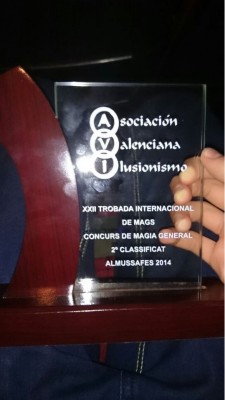 Asociación
Valenciana
Ilusionismo
XXII TROBADA INTERNACIONAL
DE MAGS
CONCURS DE MAGIA GENERAL
2º CLASSIFICAT
ALMUSSAFES 2014